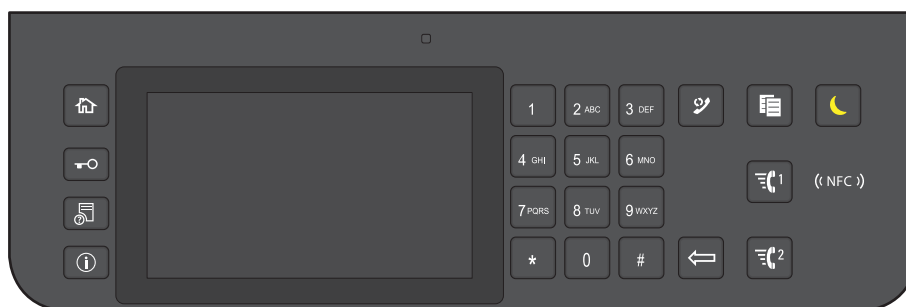 1 2 ABC 3 DEF
4 GHI 5 JKL 6 MNO
1 ((NFC))
7 PQRS 8 TUV 9 WXYZ
i * 0 # 2